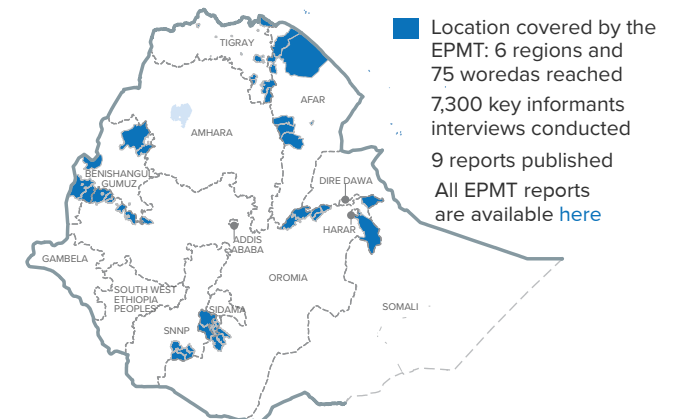 Location covered by the
EPMT: 6 regions and
75 woredas reached
7,300 key informants
interviews conducted
9 reports published
All EPMT reports
are available here
TIGRAY
AFAR
AMHARA
BENISHANGUL
GUMUZ
DIRE DAWA
HARAR
ADDIS
ABABA
GAMBELA
OROMIA
SOUTH WEST
ETHIOPIA
PEOPLES
SIDAMA
SOMALI
SNNP